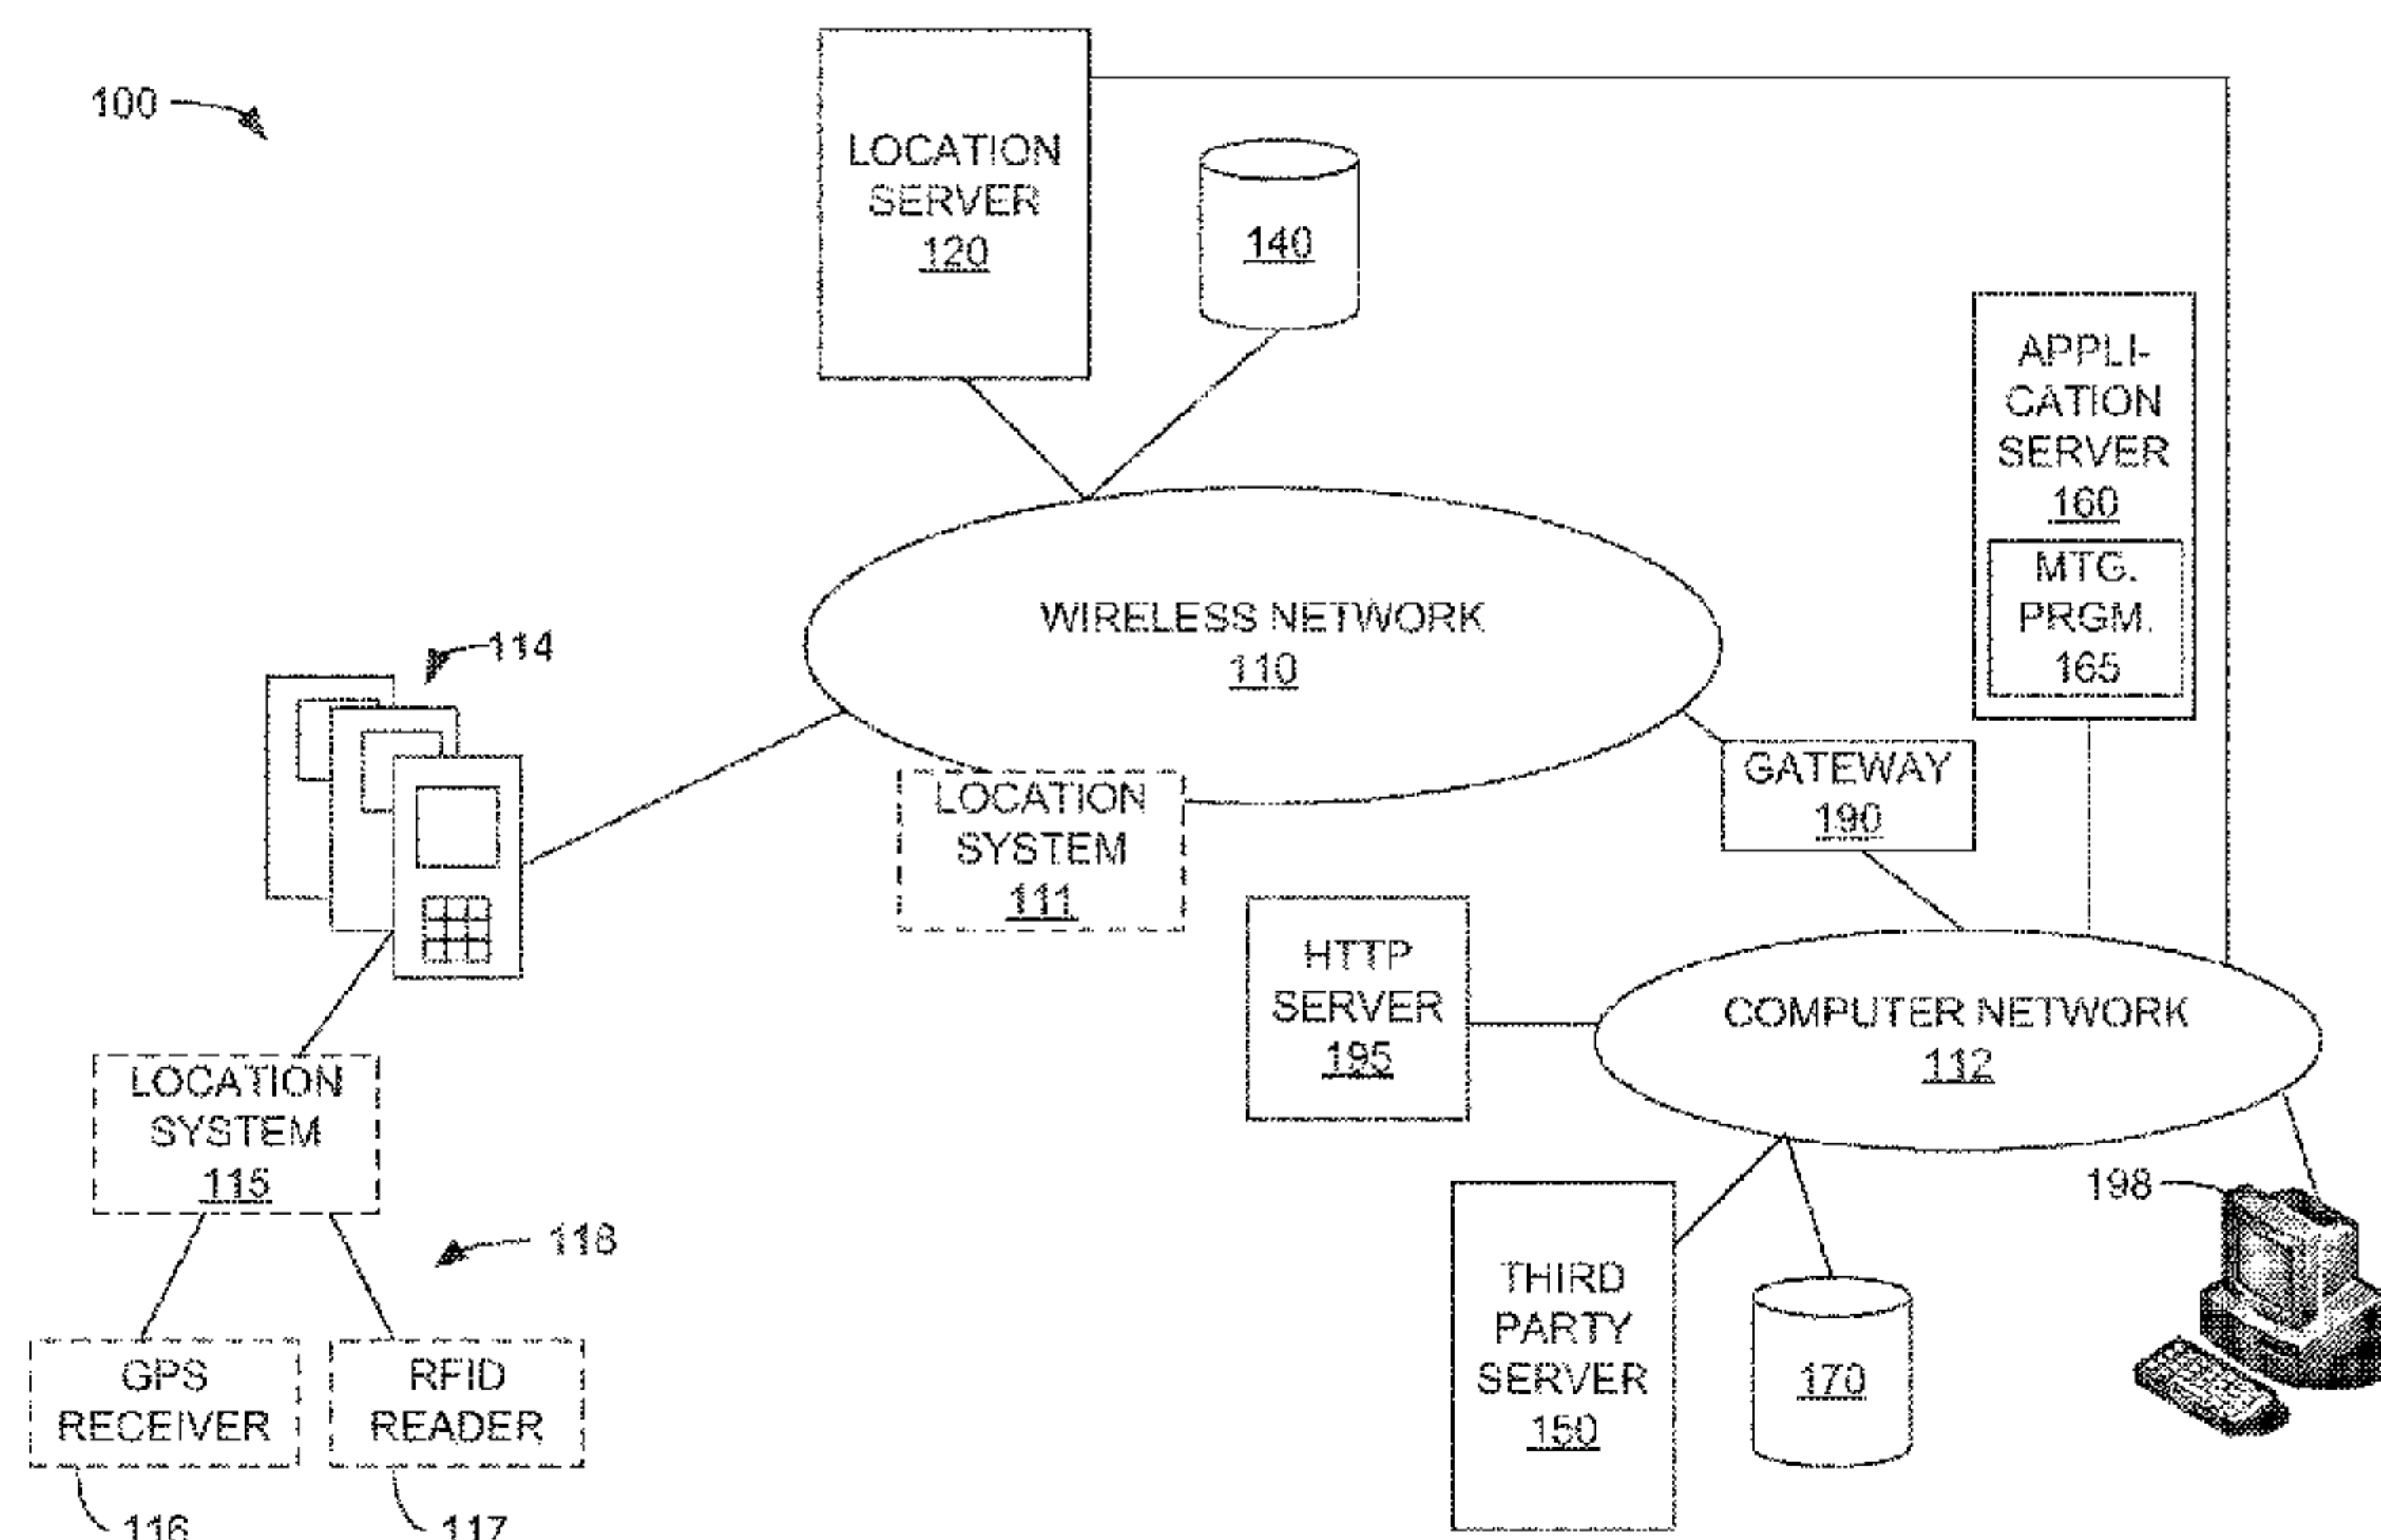 100
LOCATION
SERVER
120
140
APPLI-
CATION
SERVER
160
MTG.
PRGM.
165
WIRELESS NETWORK
110
114
LOCATION
SYSTEM
111
GATEWAY
190
HTTP
SERVER
195
COMPUTER NETWORK
112
LOCATION
SYSTEM
115
118
GPS
RECEIVER
RFID
READER
116
117
THIRD
PARTY
SERVER
150
170
198